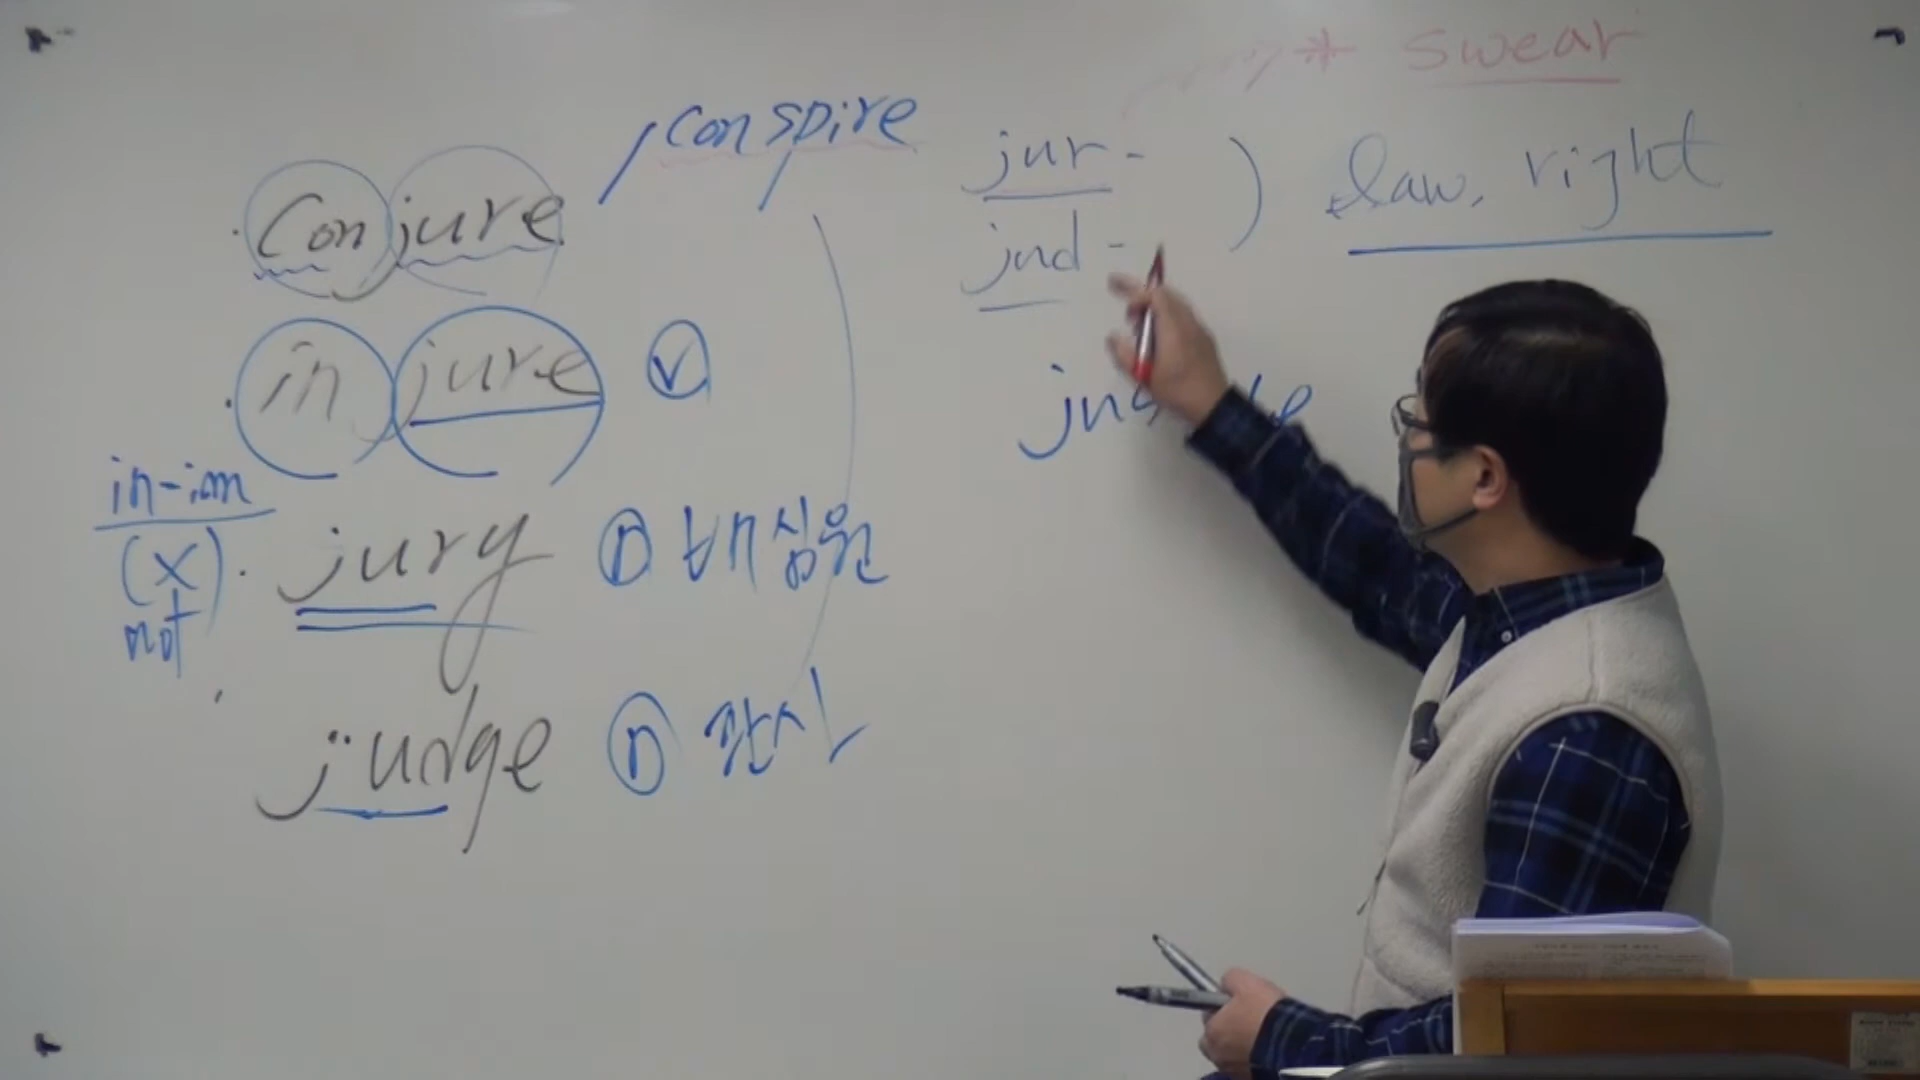 * swear
conspire
jur-
law, right
conjure
jud-
injure ⓥ
in-im
jury ⓝ 배심원
(x)
not
judge ⓝ 판사